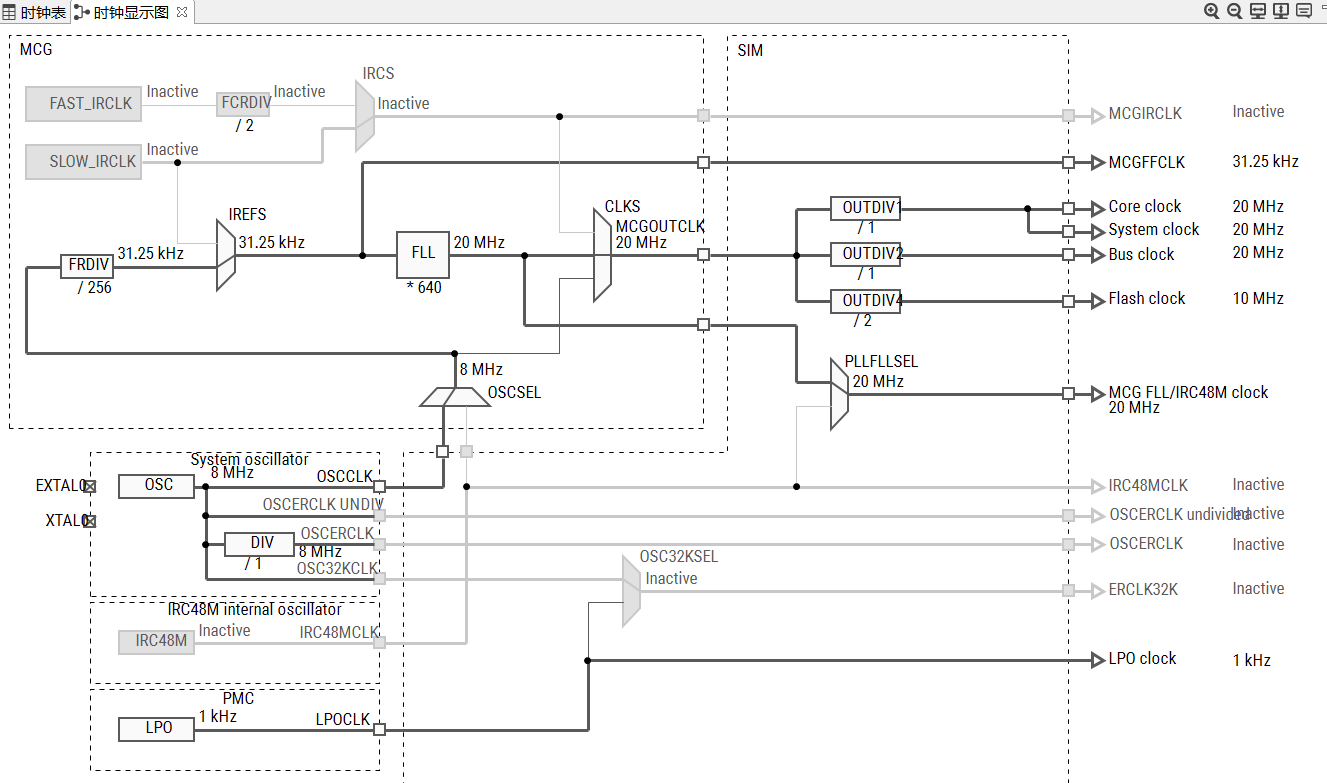 时钟表 时钟显示图
MCG
SIM
IRCS
FAST_IRCLK Inactive FCRDIV Inactive
/ 2
Inactive
MCGIRCLK Inactive
SLOW_IRCLK Inactive
MCGFFCLK 31.25 kHz
IREFS
CLKS
MCGOUTCLK
20 MHz
FRDIV 31.25 kHz
/ 256
31.25 kHz
FLL 20 MHz
* 640
OUTDIV1
/ 1
Core clock 20 MHz
System clock 20 MHz
OUTDIV2
/ 1
Bus clock 20 MHz
OUTDIV4
/ 2
Flash clock 10 MHz
8 MHz
OSCSEL
PLLFLLSEL
20 MHz
MCG FLL/IRC48M clock
20 MHz
System oscillator
EXTAL0
XTAL0
OSC 8 MHz OSCCLK
OSCERCLK UNDIV
DIV OSCERCLK
/ 1 8 MHz
OSC32KCLK
IRC48MCLK Inactive
OSCERCLK undivided Inactive
OSCERCLK Inactive
OSC32KSEL
Inactive
ERCLK32K Inactive
IRC48M internal oscillator
IRC48M Inactive IRC48MCLK
LPO clock 1 kHz
PMC
LPO 1 kHz LPOCLK